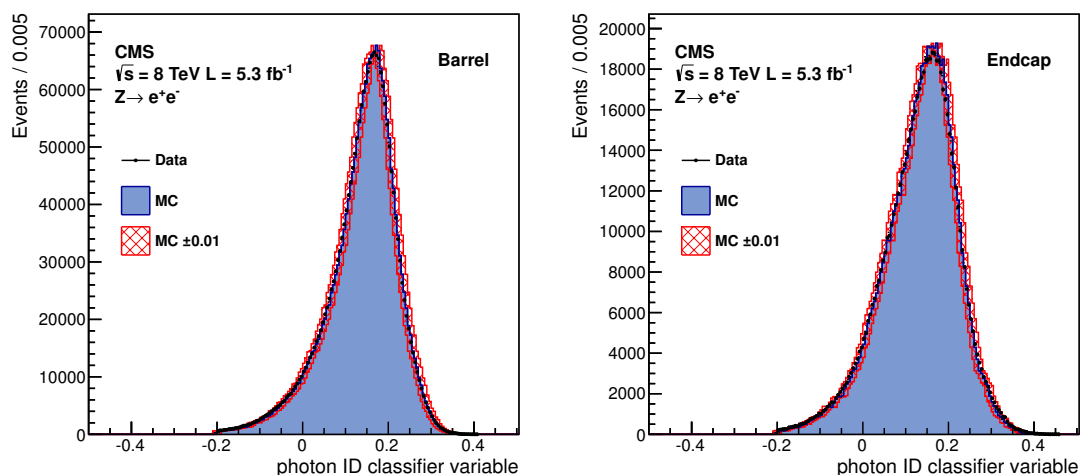 Events / 0.005
70000
60000
50000
40000
30000
20000
10000
0
CMS
√s = 8 TeV L = 5.3 fb⁻¹
Z→ e⁺e⁻
Barrel
Data
MC
MC ±0.01
-0.4 -0.2 0 0.2 0.4
photon ID classifier variable
Events / 0.005
20000
18000
16000
14000
12000
10000
8000
6000
4000
2000
0
CMS
√s = 8 TeV L = 5.3 fb⁻¹
Z→ e⁺e⁻
Endcap
Data
MC
MC ±0.01
-0.4 -0.2 0 0.2 0.4
photon ID classifier variable